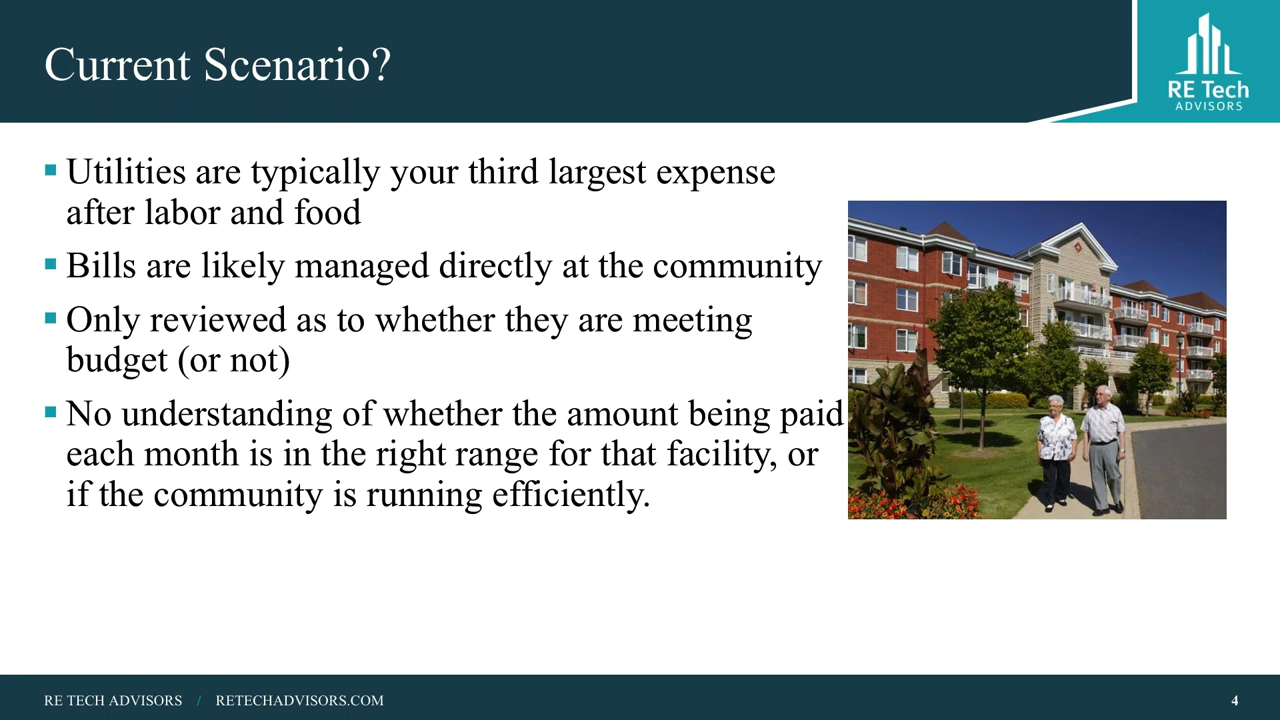 Current Scenario?
RE Tech
ADVISORS
▪ Utilities are typically your third largest expense
after labor and food
▪ Bills are likely managed directly at the community
▪ Only reviewed as to whether they are meeting
budget (or not)
▪ No understanding of whether the amount being paid
each month is in the right range for that facility, or
if the community is running efficiently.
RE TECH ADVISORS / RETECHADVISORS.COM
4